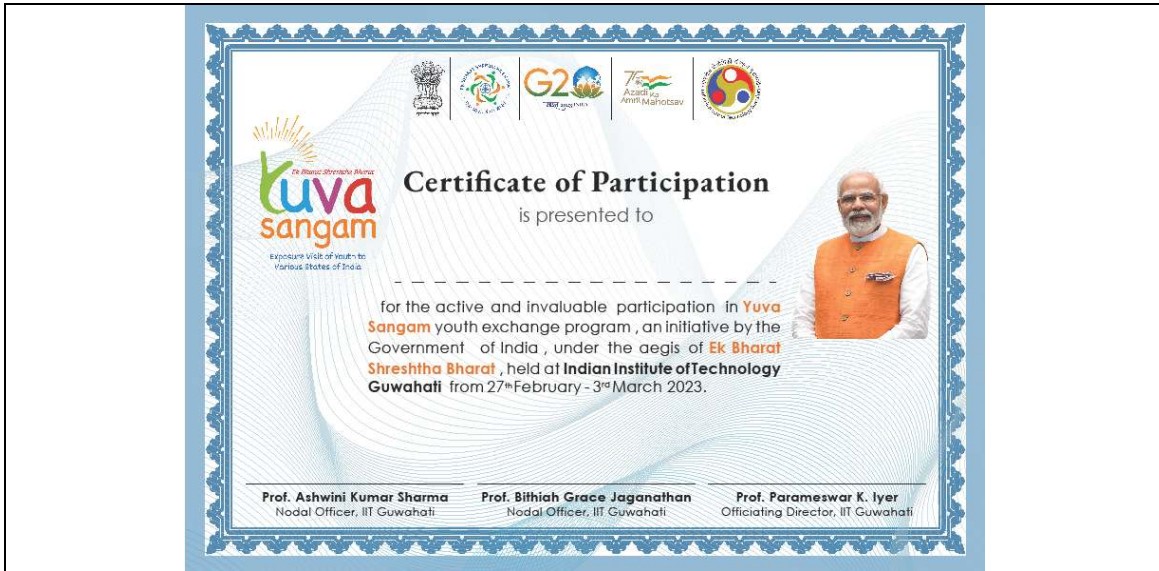 G20
75
Azadi Ka
Amrit Mahotsav
Ek Bharat Shreshtha Bharat
Yuva
sangam
Exposure Visit of Youth to
Various States of India
Certificate of Participation
is presented to
for the active and invaluable participation in Yuva
Sangam youth exchange program , an initiative by the
Government of India , under the aegis of Ek Bharat
Shreshtha Bharat , held at Indian Institute of Technology
Guwahati from 27th February - 3rd March 2023.
Prof. Ashwini Kumar Sharma
Nodal Officer, IIT Guwahati
Prof. Bithiah Grace Jaganathan
Nodal Officer, IIT Guwahati
Prof. Parameswar K. Iyer
Officiating Director, IIT Guwahati